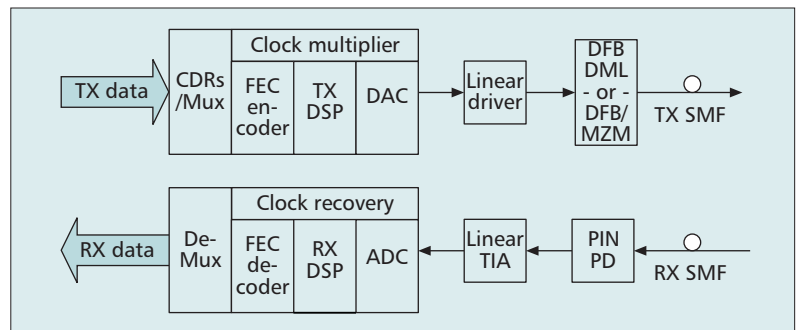 Clock multiplier
TX data
CDRs
/Mux
FEC
en-
coder
TX
DSP
DAC
Linear
driver
DFB
DML
- or -
DFB/
MZM
TX SMF
Clock recovery
RX data
De-
Mux
FEC
de-
coder
RX
DSP
ADC
Linear
TIA
PIN
PD
RX SMF